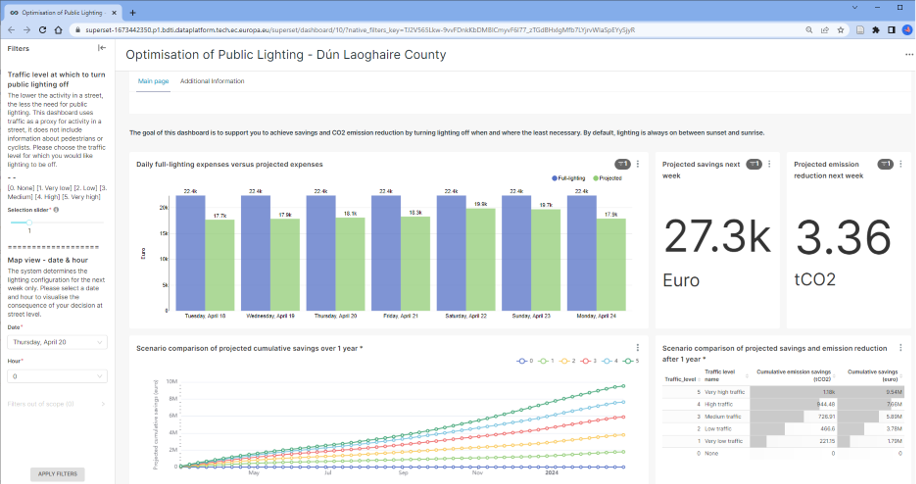 Optimisation of Public Lighting -
Filters
Traffic level at which to turn
public lighting off
The lower the activity in a street,
the less the need for public
lighting. This dashboard uses
traffic as a proxy for activity in a
street, it does not include
information about pedestrians or
cyclists. Please choose the traffic
level for which you would like
lighting to be off.
- -
[0. None] [1. Very low] [2. Low] [3.
Medium] [4. High] [5. Very high]
Selection slider*
1
===================
Map view - date & hour
The system determines the
lighting configuration for the next
week only. Please select a date
and hour to visualise the
consequence of your decision at
street level.
Date*
Thursday, April 20
Hour*
0
Filters out of scope (0)
APPLY FILTERS
Optimisation of Public Lighting - Dún Laoghaire County
Main page Additional Information
The goal of this dashboard is to support you to achieve savings and CO2 emission reduction by turning lighting off when and where the least necessary. By default, lighting is always on between sunset and sunrise.
Daily full-lighting expenses versus projected expenses
1
Full-lighting Projected
22.4k 22.4k 22.4k 22.4k 22.4k 22.4k 22.4k
17.7k 17.9k 18.1k 18.3k 19.9k 19.7k 17.9k
20k
15k
10k
5k
0
Euro
Tuesday, April 18 Wednesday, April 19 Thursday, April 20 Friday, April 21 Saturday, April 22 Sunday, April 23 Monday, April 24
Projected savings next
week
1
27.3k
Euro
Projected emission
reduction next week
1
3.36
tCO2
Scenario comparison of projected cumulative savings over 1 year *
0 1 2 3 4 5
Projected cumulative savings (euro)
10M
8M
6M
4M
2M
0
May Jul Sep Nov 2024
Scenario comparison of projected savings and emission reduction
after 1 year *
Traffic_level Traffic level name Cumulative emission savings (tCO2) Cumulative savings (euro)
5 Very high traffic 1.18k 9.54M
4 High traffic 944.48 7.66M
3 Medium traffic 728.91 5.89M
2 Low traffic 466.6 3.78M
1 Very low traffic 221.15 1.79M
0 None 0 0